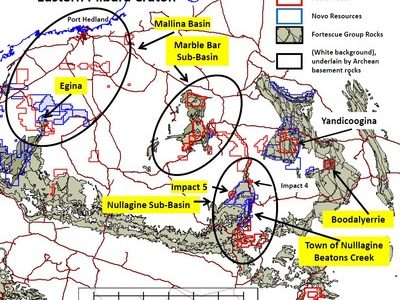 Eastern Pilbara Craton
Novo Resources
Fortescue Group Rocks
(White background),
underlain by Archean
basement rocks
Port Hedland
Mallina Basin
Marble Bar
Sub-Basin
Egina
Yandicoogina
Impact 5
Impact 4
Nullagine Sub-Basin
Boodalyerrie
Town of Nulllagine
Beatons Creek